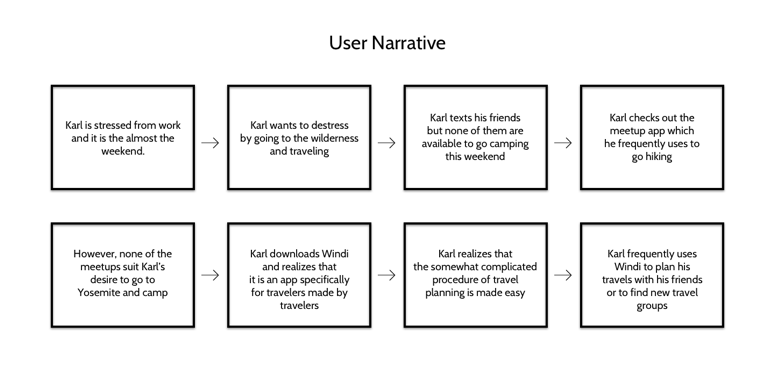 User Narrative
Karl is stressed from work
and it is the almost the
weekend.
Karl wants to destress
by going to the wilderness
and traveling
Karl texts his friends
but none of them are
available to go camping
this weekend
Karl checks out the
meetup app which
he frequently uses to
go hiking
However, none of the
meetups suit Karl's
desire to go to
Yosemite and camp
Karl downloads Windi
and realizes that
it is an app specifically
for travelers made by
travelers
Karl realizes that
the somewhat complicated
procedure of travel
planning is made easy
Karl frequently uses
Windi to plan his
travels with his friends
or to find new travel
groups